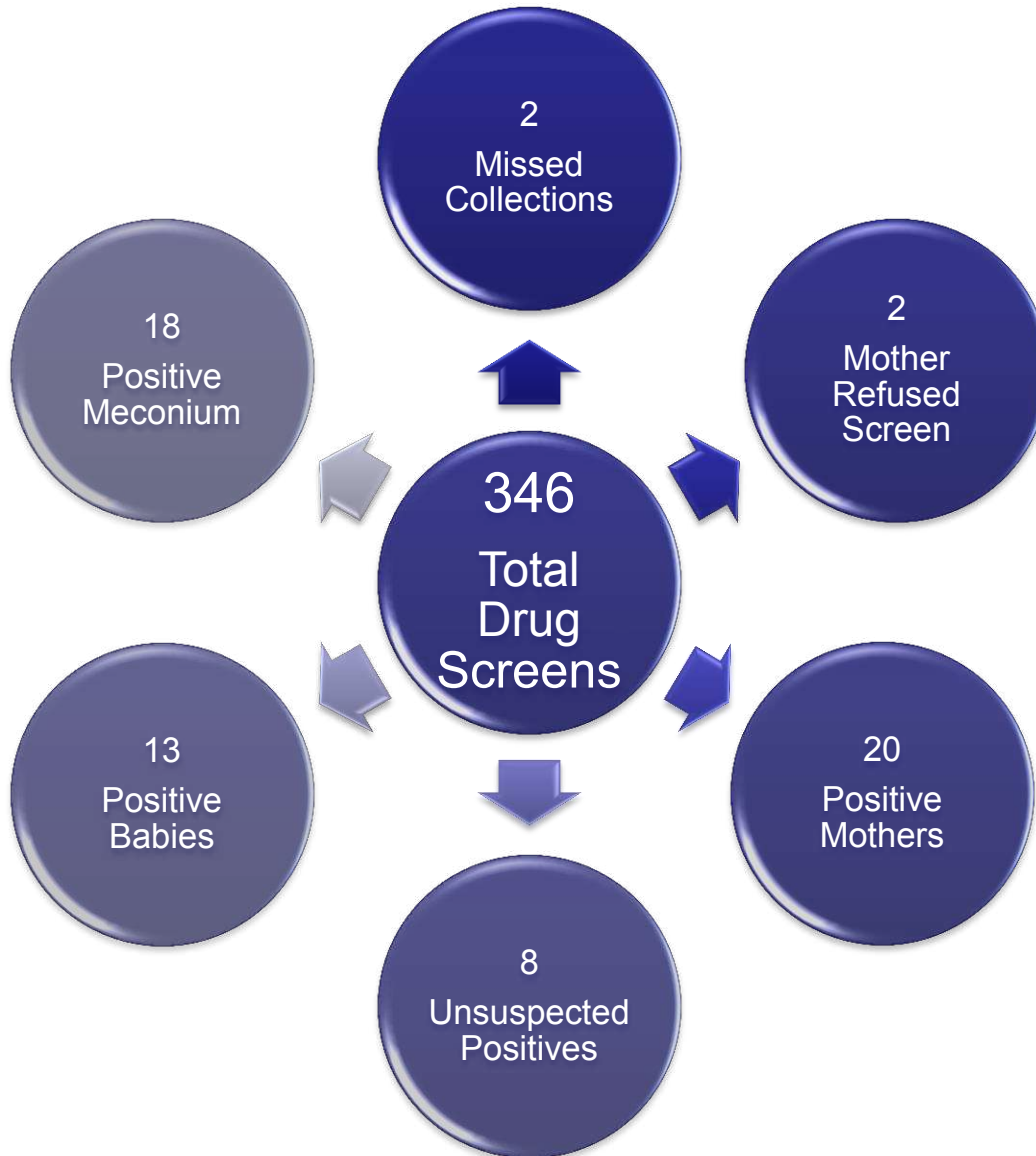 2
Missed
Collections
2
Mother
Refused
Screen
20
Positive
Mothers
8
Unsuspected
Positives
13
Positive
Babies
18
Positive
Meconium
346
Total
Drug
Screens